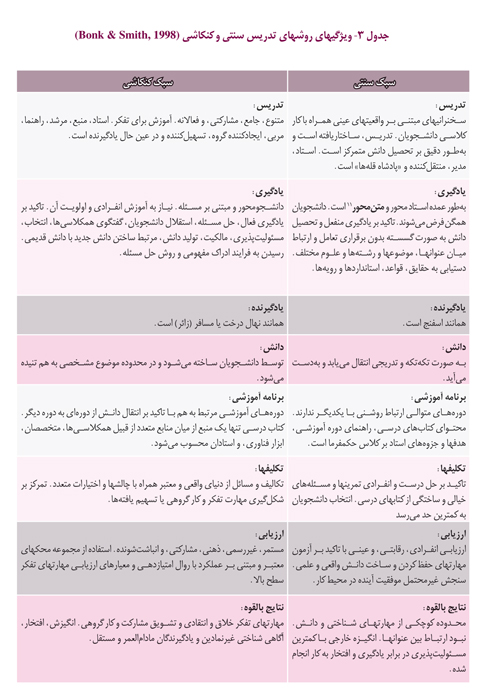 جدول ۳- ویژگیهای روشهای تدریس سنتی و کنکاشی (Bonk & Smith, 1998)
سبک سنتی
سبک کنکاشی
تدریس:
سخنرانیهای مبتنی بر واقعیتهای عینی همراه باکار
کلاسی دانشجویان. تدریس، ساختاریافته است و
به‌طور دقیق بر تحصیل دانش متمرکز است. استاد،
مدیر، منتقل‌کننده و «پادشاه قله‌ها» است.
تدریس:
متنوع، جامع، مشارکتی، و فعالانه. آموزش برای تفکر. استاد، منبع، مرشد، راهنما،
مربی، ایجادکننده گروه، تسهیل‌کننده و در عین حال یادگیرنده است.
یادگیری:
به‌طور عمده استاد محور و متن‌محور۱۱ است. دانشجویان
همگن فرض می‌شوند. تاکید بر یادگیری منفعل و تحصیل
دانش به صورت گسسته بدون برقراری تعامل و ارتباط
میان عنوانها، موضوعها و رشته‌ها و علوم مختلف.
دستیابی به حقایق، قواعد، استانداردها و رویه‌ها.
یادگیری:
دانشجومحور و مبتنی بر مسئله. نیاز به آموزش انفرادی و اولویت آن. تاکید بر
یادگیری فعال، حل مسئله، استقلال دانشجویان، گفتگوی همکلاسی‌ها، انتخاب،
مسئولیت‌پذیری، مالکیت، تولید دانش، مرتبط ساختن دانش جدید با دانش قدیمی.
رسیدن به فرایند ادراک مفهومی و روش حل مسئله.
یادگیرنده:
همانند اسفنج است.
یادگیرنده:
همانند نهال درخت یا مسافر (زائر) است.
دانش:
به صورت تکه‌تکه و تدریجی انتقال می‌یابد و به‌دست
می‌آید.
دانش:
توسط دانشجویان ساخته می‌شود و در محدوده موضوع مشخصی به هم تنیده
می‌شود.
برنامه آموزشی:
دوره‌های متوالی ارتباط روشنی با یکدیگر ندارند.
محتوای کتاب‌های درسی، راهنمای دوره آموزشی،
هدفها و جزوه‌های استاد بر کلاس حکمفرما است.
برنامه آموزشی:
دوره‌های آموزشی مرتبط به هم با تاکید بر انتقال دانش از دوره‌ای به دوره دیگر.
کتاب درسی تنها یک منبع از میان منابع متعدد از قبیل همکلاسی‌ها، متخصصان،
ابزار فناوری، و استادان محسوب می‌شود.
تکلیفها:
تاکید بر حل درست و انفرادی تمرینها و مسئله‌های
خیالی و ساختگی از کتابهای درسی. انتخاب دانشجویان
به کمترین حد می‌رسد
تکلیفها:
تکالیف و مسائل از دنیای واقعی و معتبر همراه با چالشها و اختیارات متعدد. تمرکز بر
شکل‌گیری مهارت تفکر و کار گروهی یا تسهیم یافته‌ها.
ارزیابی:
ارزیابی انفرادی، رقابتی، و عینی با تاکید بر آزمون
مهارتهای حفظ کردن و ساخت دانش واقعی و علمی.
سنجش غیرمحتمل موفقیت آینده در محیط کار.
ارزیابی:
مستمر، غیررسمی، ذهنی، مشارکتی، و انباشت‌شونده. استفاده از مجموعه محکهای
معتبر و مبتنی بر عملکرد با روال امتیازدهی و معیارهای ارزیابی مهارتهای تفکر
سطح بالا.
نتایج بالقوه:
محدوده کوچکی از مهارتهای شناختی و دانش.
نبود ارتباط بین عنوانها. انگیزه خارجی با کمترین
مسئولیت‌پذیری در برابر یادگیری و افتخار به کار انجام
شده.
نتایج بالقوه:
مهارتهای تفکر خلاق و انتقادی و تشویق مشارکت و کار گروهی. انگیزش، افتخار،
آگاهی شناختی غیرنمادین و یادگیرندگان مادام‌العمر و مستقل.